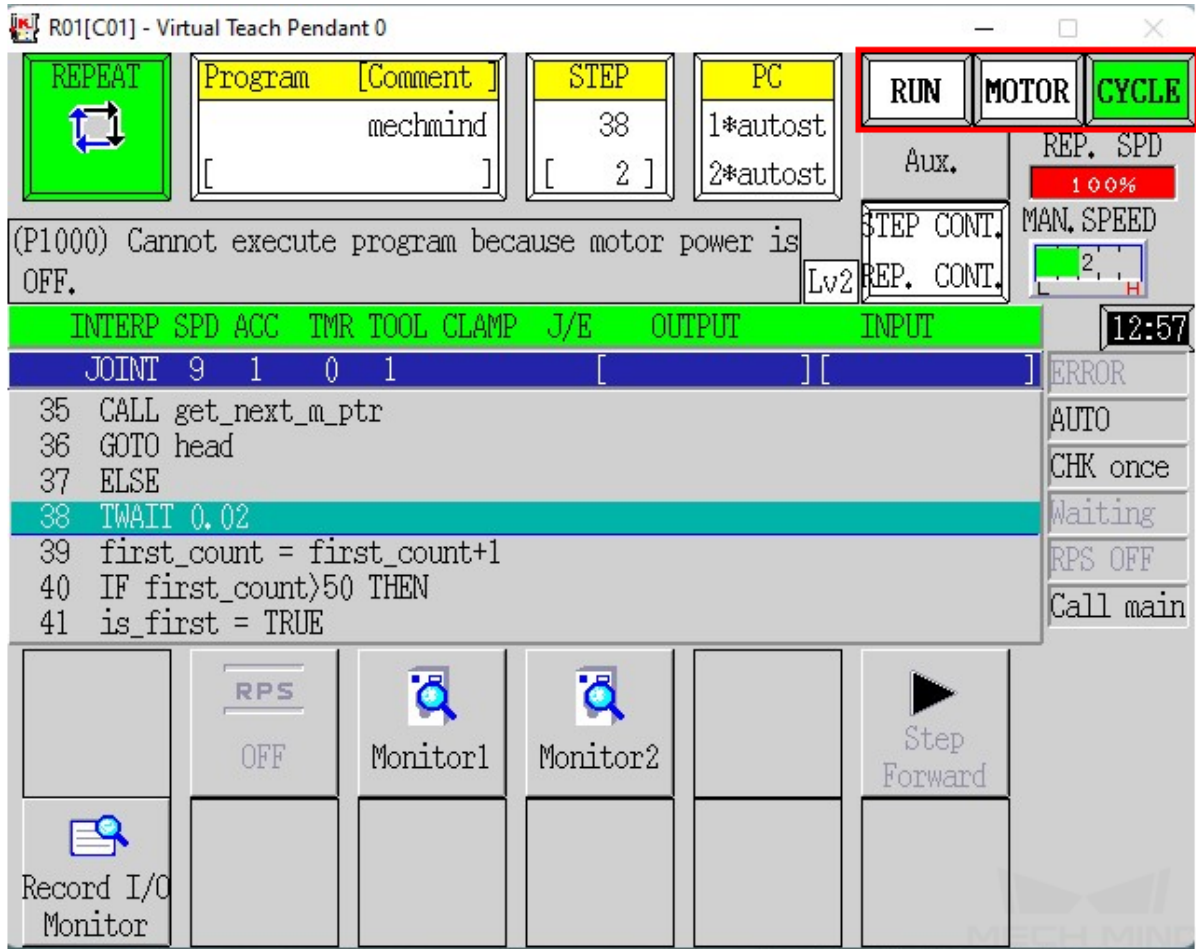 R01[C01] - Virtual Teach Pendant 0
REPEAT
Program [Comment ]
mechmind
[ ]
STEP
38
[ 2 ]
PC
1*autost
2*autost
RUN
MOTOR
CYCLE
Aux.
REP. SPD
100%
(P1000) Cannot execute program because motor power is
OFF.
Lv2
STEP CONT.
REP. CONT.
MAN.SPEED
2
L H
INTERP SPD ACC TMR TOOL CLAMP J/E OUTPUT INPUT
12:57
JOINT 9 1 0 1 [ ][ ]
35 CALL get_next_m_ptr
36 GOTO head
37 ELSE
38 TWAIT 0.02
39 first_count = first_count+1
40 IF first_count>50 THEN
41 is_first = TRUE
ERROR
AUTO
CHK once
Waiting
RPS OFF
Call main
RPS
OFF
Monitor1
Monitor2
Step
Forward
Record I/O
Monitor
MECH MIND